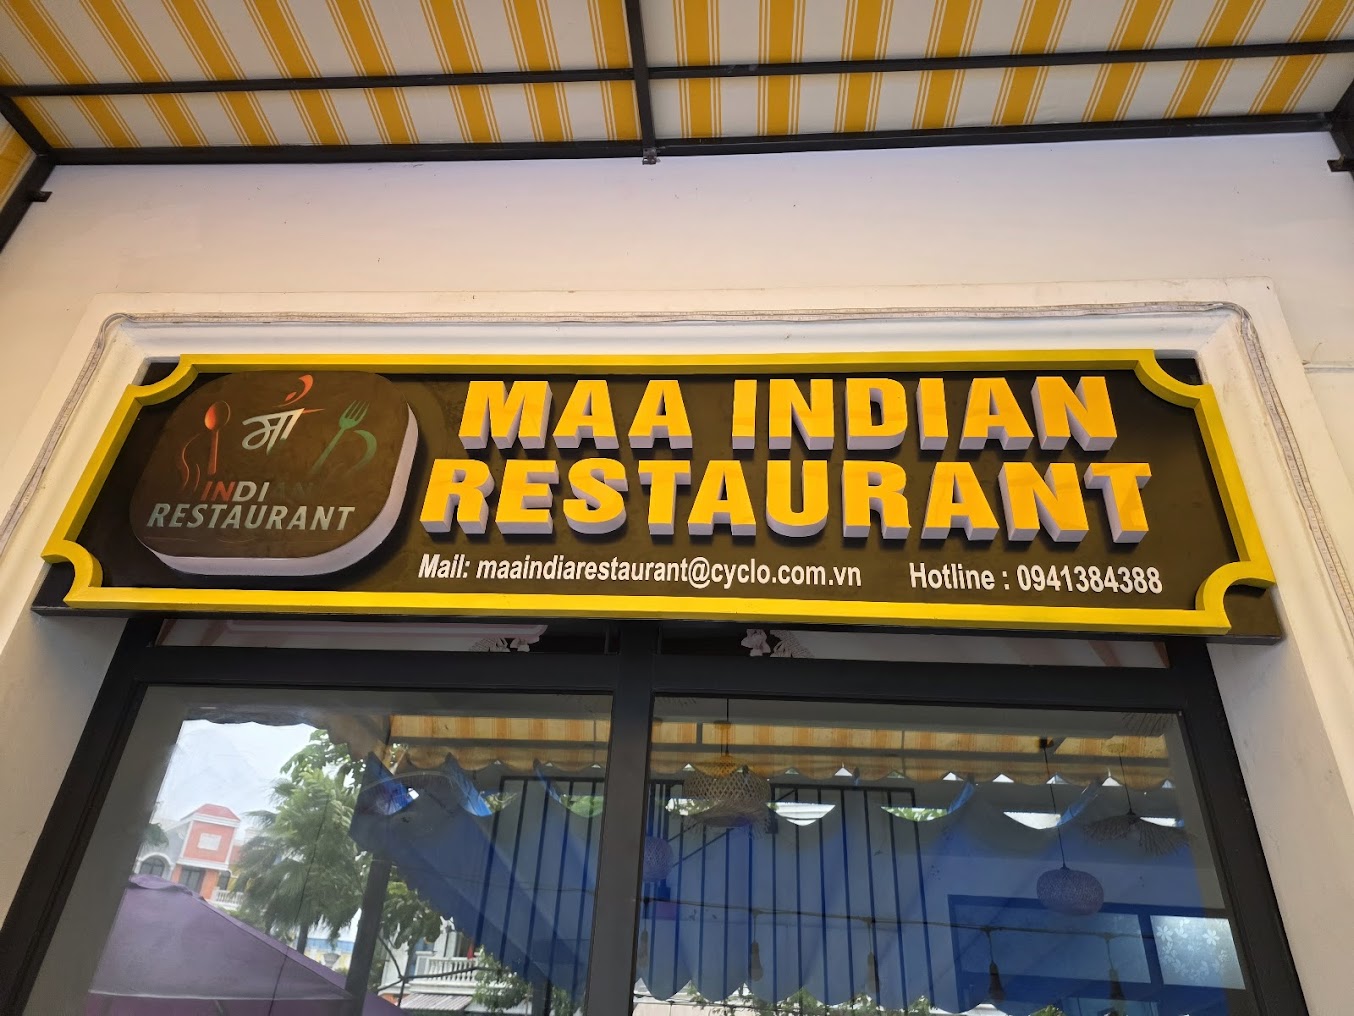 माँ
INDIAN
RESTAURANT
MAA INDIAN
RESTAURANT
Mail: maaindiarestaurant@cyclo.com.vn Hotline : 0941384388